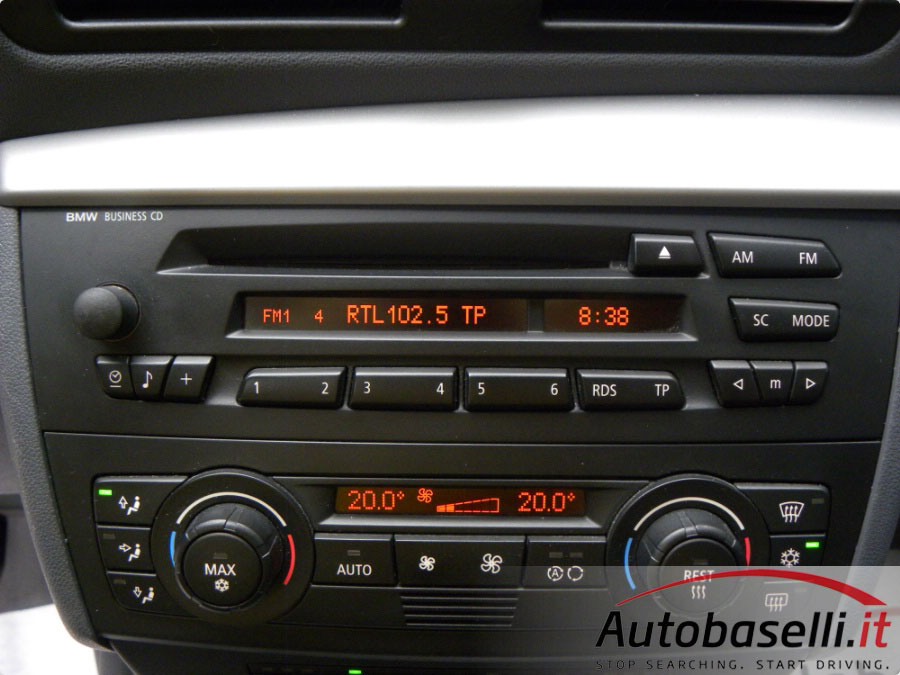 BMW BUSINESS CD
AM FM
FM1 4 RTL102.5 TP 8:38
SC MODE
1 2 3 4 5 6 RDS TP m
20.0° 20.0°
MAX AUTO A REST
Autobaselli.it
STOP SEARCHING. START DRIVING.